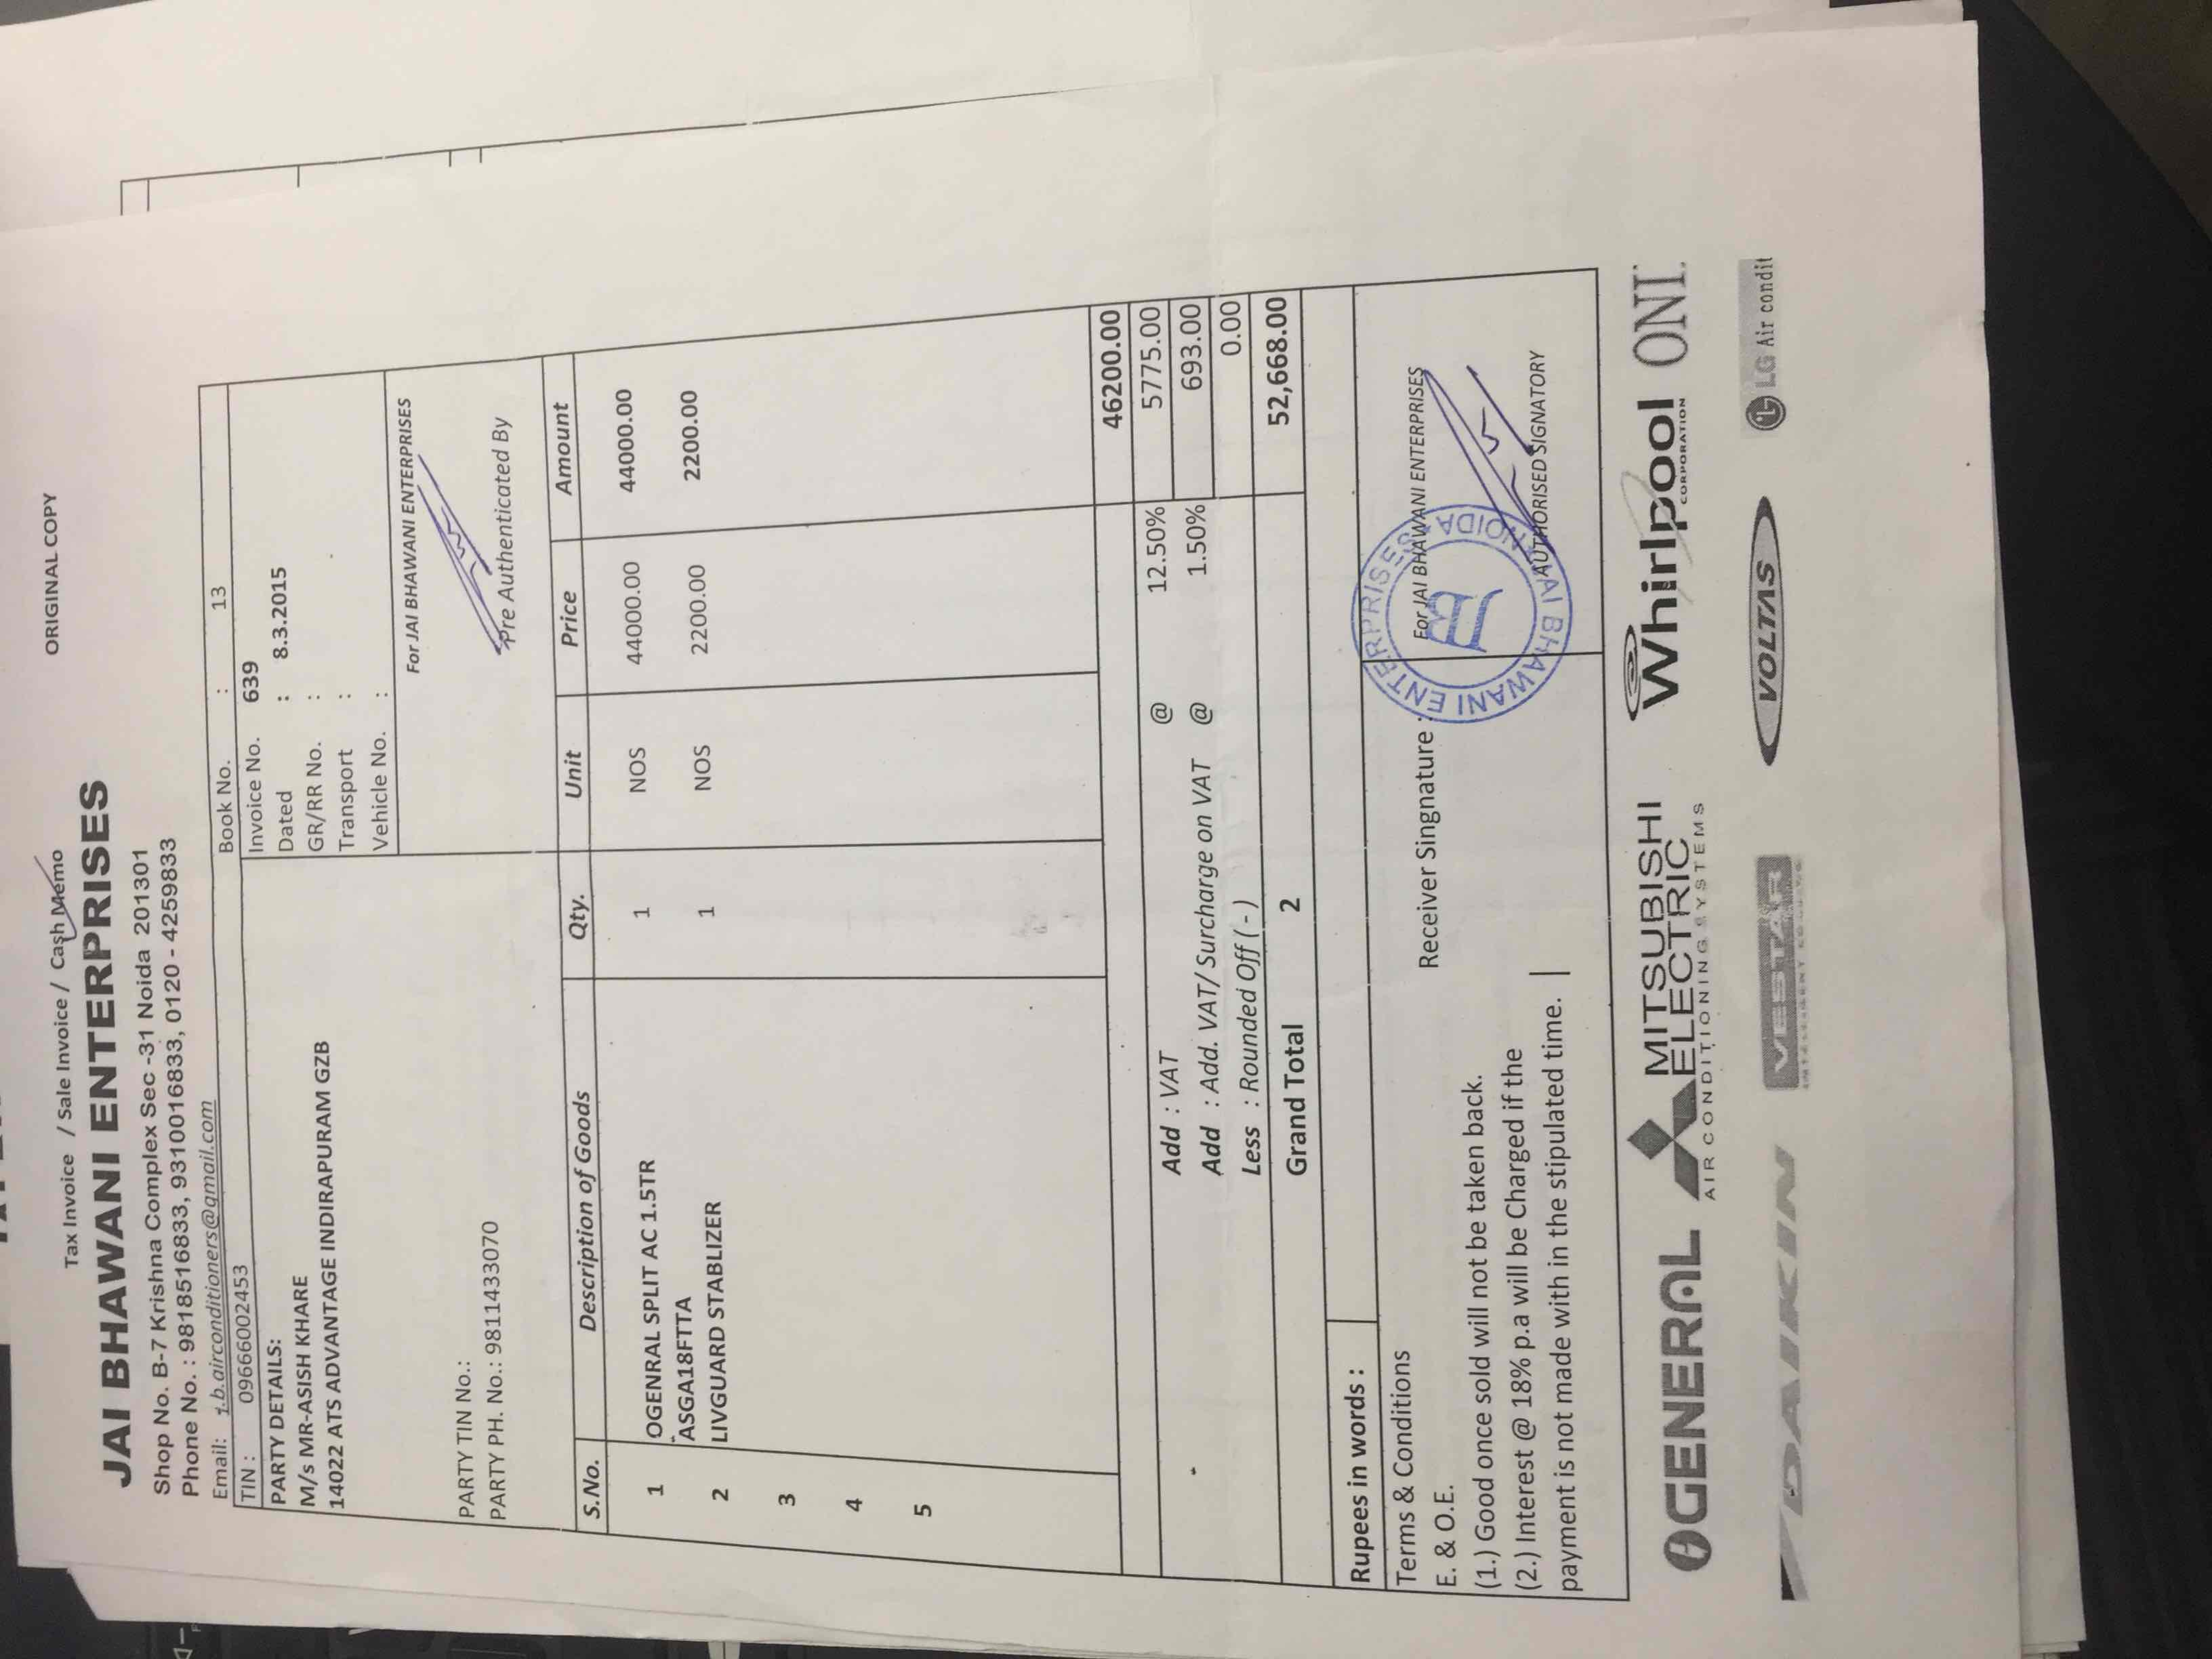 Tax Invoice / Sale Invoice / Cash Memo
ORIGINAL COPY
JAI BHAWANI ENTERPRISES
Shop No. B-7 Krishna Complex Sec -31 Noida 201301
Phone No. : 9818516833, 9310016833, 0120 - 4259833
Email: j.b.airconditioners@gmail.com
TIN : 09666002453
Book No. : 13
PARTY DETAILS:
M/s MR-ASISH KHARE
14022 ATS ADVANTAGE INDIRAPURAM GZB
Invoice No. 639
Dated : 8.3.2015
GR/RR No. :
Transport :
Vehicle No. :
For JAI BHAWANI ENTERPRISES
PARTY TIN No.:
PARTY PH. No.: 9811433070
Pre Authenticated By
S.No. Description of Goods Qty. Unit Price Amount
1 OGENRAL SPLIT AC 1.5TR 1 NOS 44000.00 44000.00
ASGA18FTTA
2 LIVGUARD STABLIZER 1 NOS 2200.00 2200.00
3
4
5
46200.00
Add : VAT @ 12.50% 5775.00
Add : Add. VAT/ Surcharge on VAT @ 1.50% 693.00
Less : Rounded Off ( - ) 0.00
Grand Total 2 52,668.00
Rupees in words :
Terms & Conditions
E. & O.E.
(1.) Good once sold will not be taken back.
(2.) Interest @ 18% p.a will be Charged if the
payment is not made with in the stipulated time.
Receiver Singnature :
For JAI BHAWANI ENTERPRISES
JAI BHAWANI ENTERPRISES NOIDA
JB
AUTHORISED SIGNATORY
OGENERAL
MITSUBISHI
ELECTRIC
AIR CONDITIONING SYSTEMS
Whirlpool
CORPORATION
ONI
DAIKIN
VESTAR
VOLTAS
LG Air condit